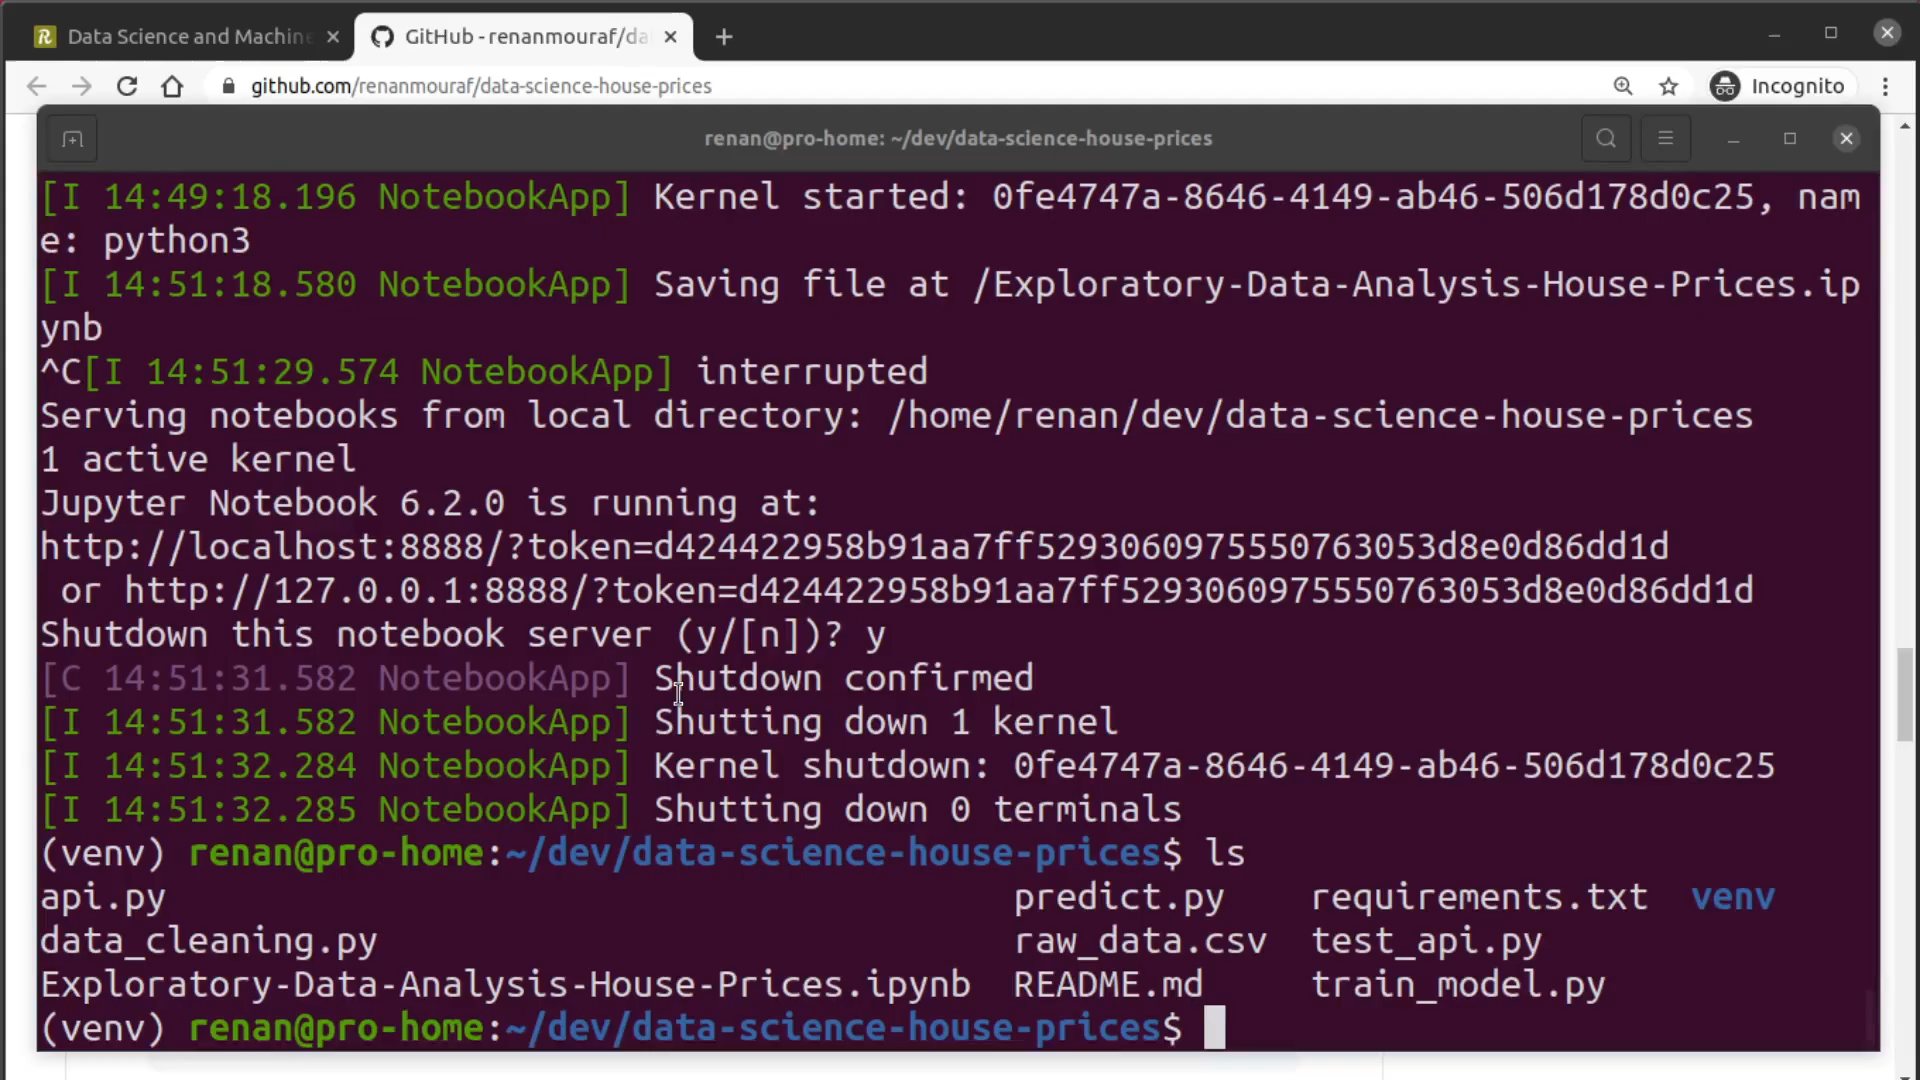 Data Science and Machin
GitHub - renanmouraf/da
github.com/renanmouraf/data-science-house-prices
Incognito
renan@pro-home: ~/dev/data-science-house-prices
[I 14:49:18.196 NotebookApp] Kernel started: 0fe4747a-8646-4149-ab46-506d178d0c25, nam
e: python3
[I 14:51:18.580 NotebookApp] Saving file at /Exploratory-Data-Analysis-House-Prices.ip
ynb
^C[I 14:51:29.574 NotebookApp] interrupted
Serving notebooks from local directory: /home/renan/dev/data-science-house-prices
1 active kernel
Jupyter Notebook 6.2.0 is running at:
http://localhost:8888/?token=d424422958b91aa7ff5293060975550763053d8e0d86dd1d
or http://127.0.0.1:8888/?token=d424422958b91aa7ff5293060975550763053d8e0d86dd1d
Shutdown this notebook server (y/[n])? y
[C 14:51:31.582 NotebookApp] Shutdown confirmed
[I 14:51:31.582 NotebookApp] Shutting down 1 kernel
[I 14:51:32.284 NotebookApp] Kernel shutdown: 0fe4747a-8646-4149-ab46-506d178d0c25
[I 14:51:32.285 NotebookApp] Shutting down 0 terminals
(venv) renan@pro-home:~/dev/data-science-house-prices$ ls
api.py predict.py requirements.txt venv
data_cleaning.py raw_data.csv test_api.py
Exploratory-Data-Analysis-House-Prices.ipynb README.md train_model.py
(venv) renan@pro-home:~/dev/data-science-house-prices$